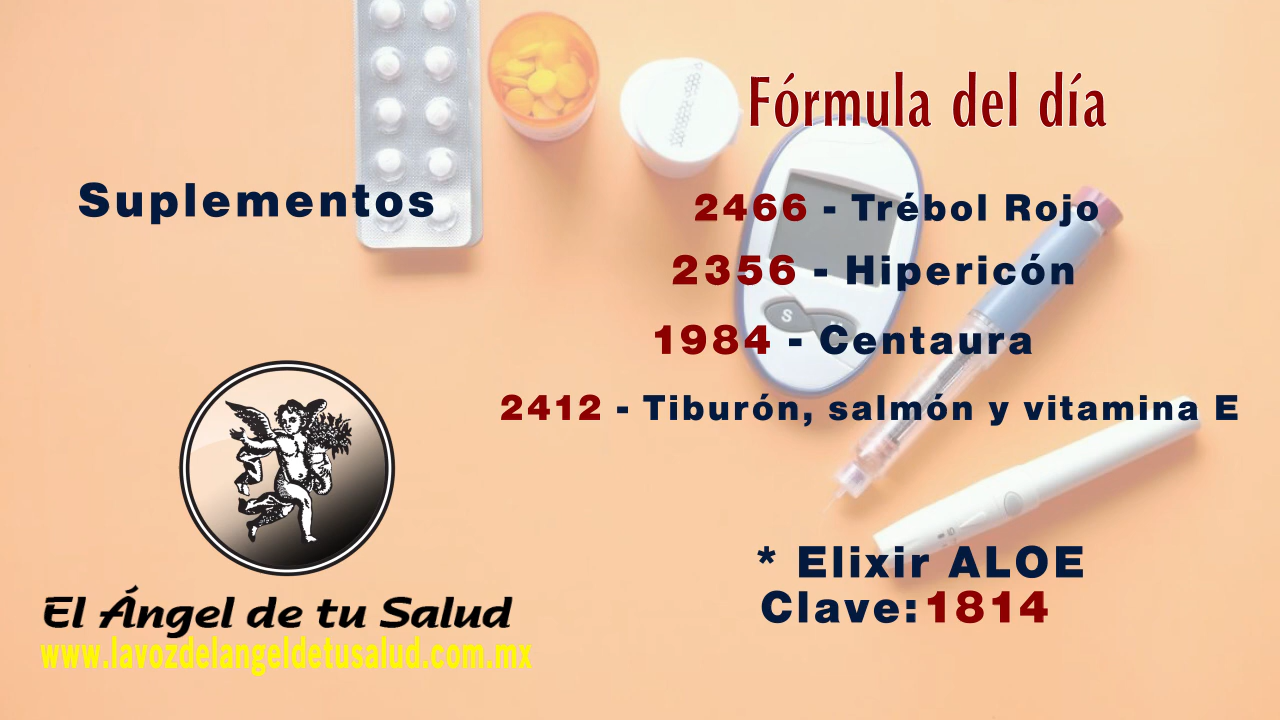 Fórmula del día
Suplementos
2466 - Trébol Rojo
2356 - Hipericón
1984 - Centaura
2412 - Tiburón, salmón y vitamina E
S
* Elixir ALOE
Clave:1814
El Ángel de tu Salud
www.lavozdelangeldetusalud.com.mx